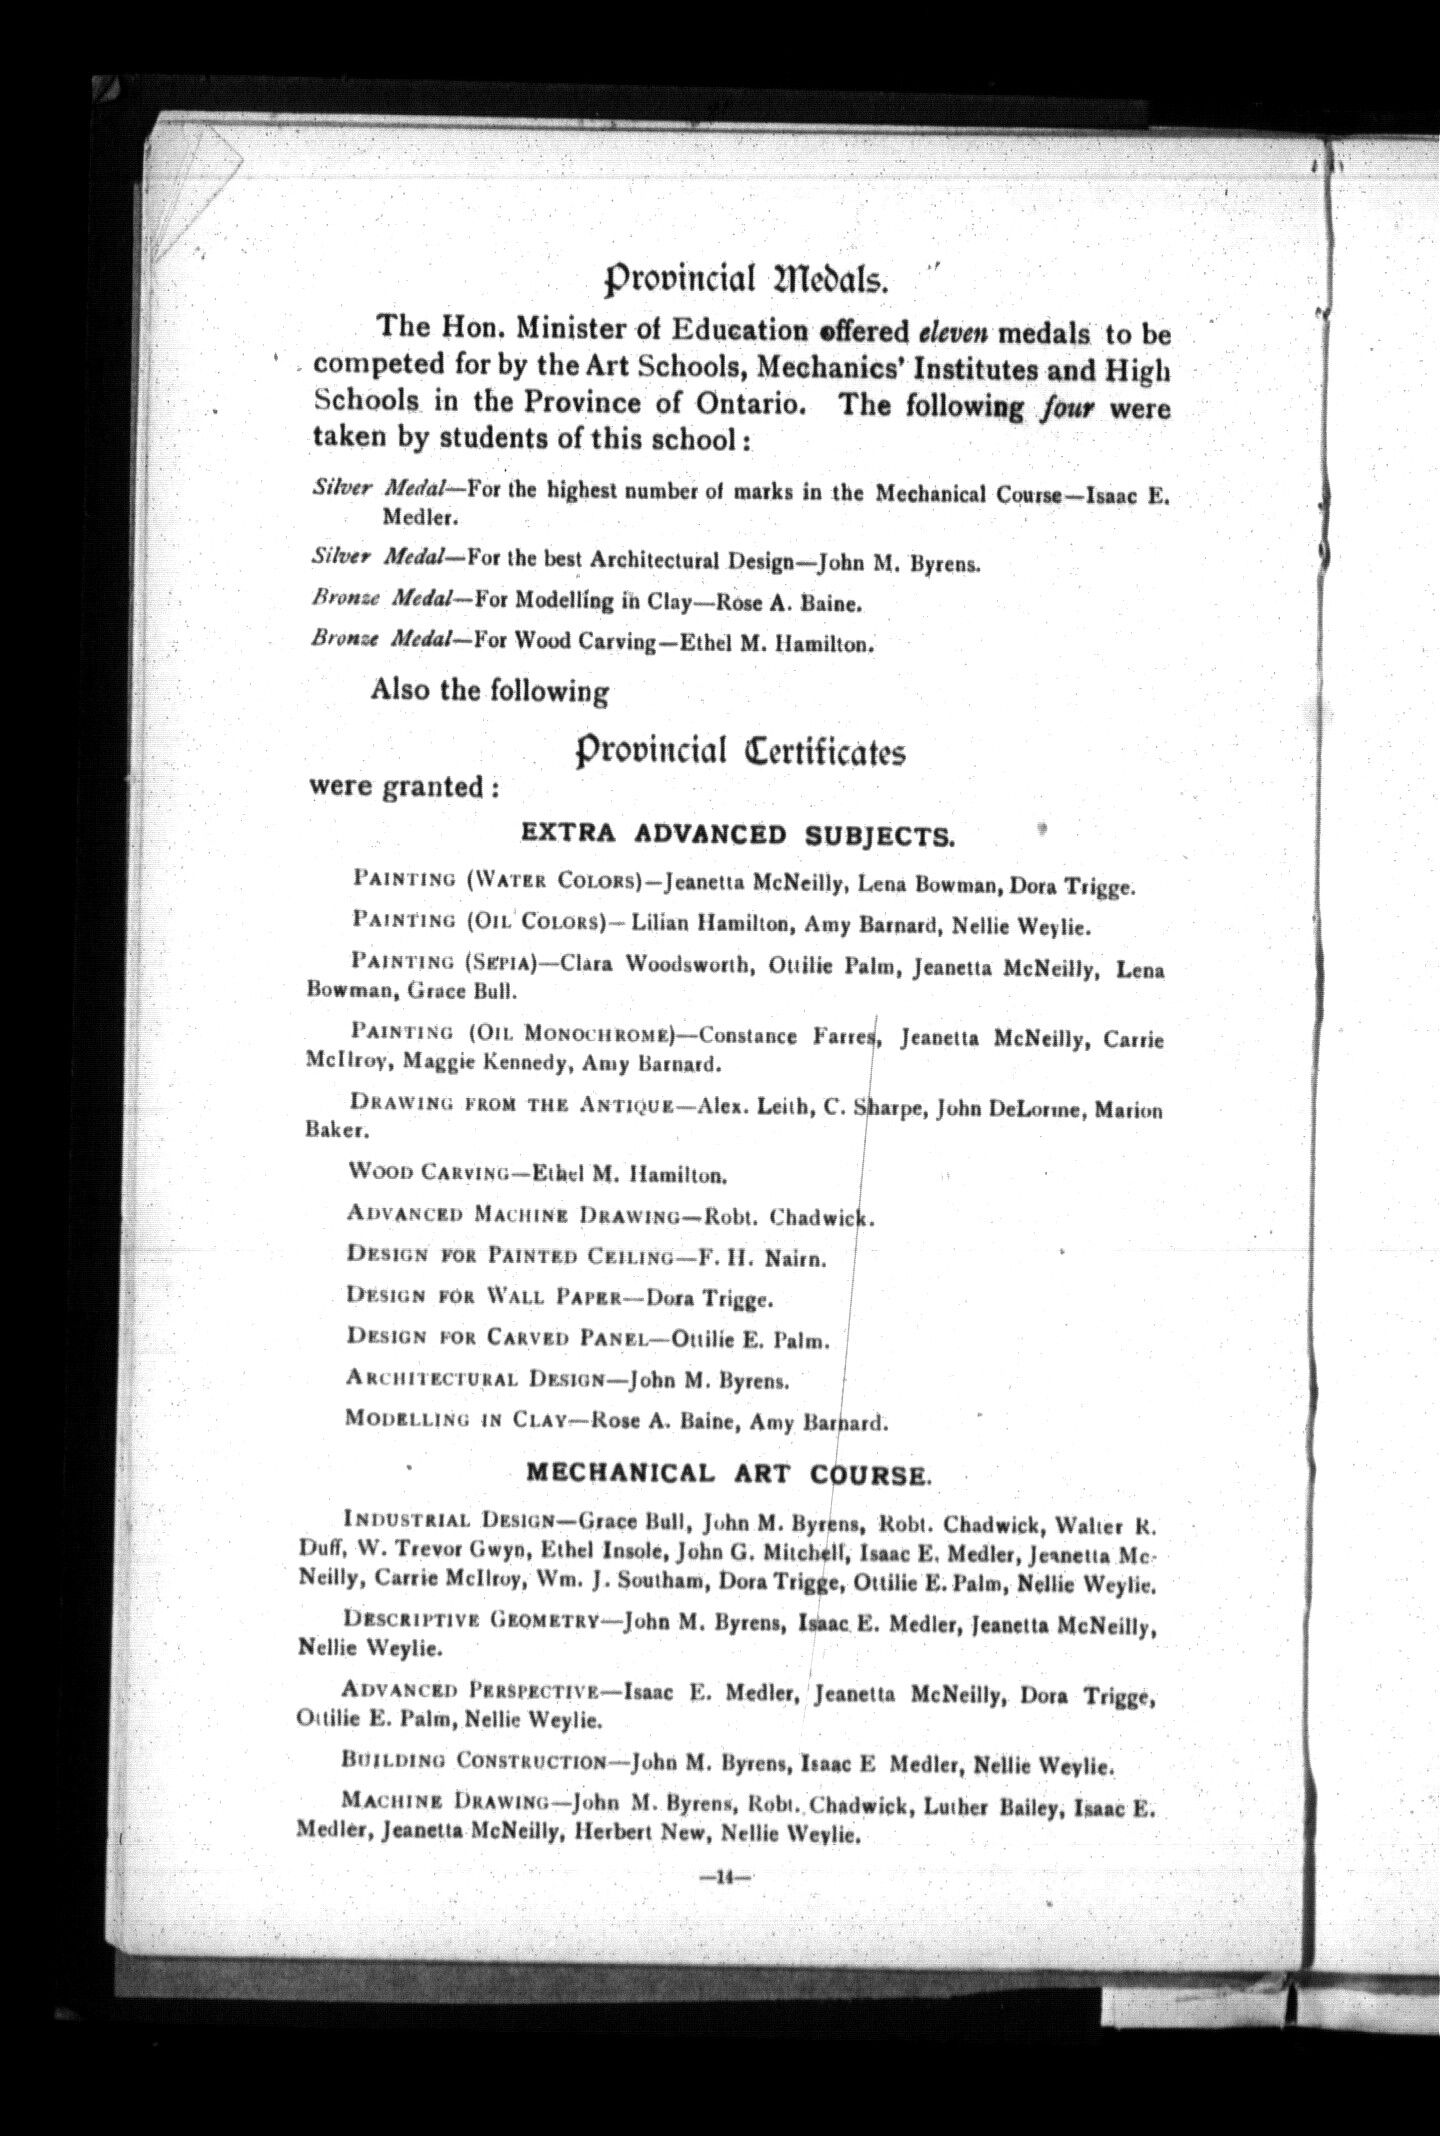 Provincial Medals.
The Hon. Minister of Education offered eleven medals to be
competed for by the Art Schools, Mechanics' Institutes and High
Schools in the Province of Ontario. The following four were
taken by students of this school:
Silver Medal—For the highest number of marks in the Mechanical Course—Isaac E.
Medler.
Silver Medal—For the best Architectural Design—John M. Byrens.
Bronze Medal—For Modelling in Clay—Rose A. Baine.
Bronze Medal—For Wood Carving—Ethel M. Hamilton.
Also the following
Provincial Certificates
were granted:
EXTRA ADVANCED SUBJECTS.
PAINTING (WATER COLORS)—Jeanetta McNeilly, Lena Bowman, Dora Trigge.
PAINTING (OIL COLORS)—Lilian Hamilton, Amy Barnard, Nellie Weylie.
PAINTING (SEPIA)—Clara Woodsworth, Ottilie Palm, Jeanetta McNeilly, Lena
Bowman, Grace Bull.
PAINTING (OIL MONOCHROME)—Constance Farres, Jeanetta McNeilly, Carrie
McIlroy, Maggie Kennedy, Amy Barnard.
DRAWING FROM THE ANTIQUE—Alex. Leith, C. Sharpe, John DeLorme, Marion
Baker.
WOOD CARVING—Ethel M. Hamilton.
ADVANCED MACHINE DRAWING—Robt. Chadwick.
DESIGN FOR PAINTED CEILING—F. H. Nairn.
DESIGN FOR WALL PAPER—Dora Trigge.
DESIGN FOR CARVED PANEL—Ottilie E. Palm.
ARCHITECTURAL DESIGN—John M. Byrens.
MODELLING IN CLAY—Rose A. Baine, Amy Barnard.
MECHANICAL ART COURSE.
INDUSTRIAL DESIGN—Grace Bull, John M. Byrens, Robt. Chadwick, Walter R.
Duff, W. Trevor Gwyn, Ethel Insole, John G. Mitchell, Isaac E. Medler, Jeanetta Mc-
Neilly, Carrie McIlroy, Wm. J. Southam, Dora Trigge, Ottilie E. Palm, Nellie Weylie.
DESCRIPTIVE GEOMETRY—John M. Byrens, Isaac E. Medler, Jeanetta McNeilly,
Nellie Weylie.
ADVANCED PERSPECTIVE—Isaac E. Medler, Jeanetta McNeilly, Dora Trigge,
Ottilie E. Palm, Nellie Weylie.
BUILDING CONSTRUCTION—John M. Byrens, Isaac E Medler, Nellie Weylie.
MACHINE DRAWING—John M. Byrens, Robt. Chadwick, Luther Bailey, Isaac E.
Medler, Jeanetta McNeilly, Herbert New, Nellie Weylie.
—14—